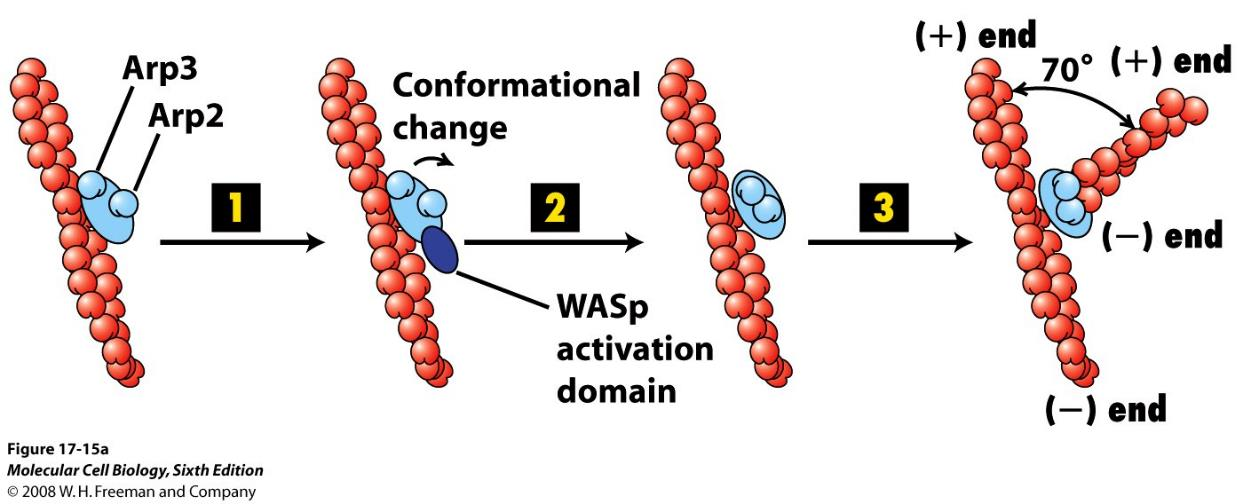 Arp3
Arp2
1
Conformational
change
2
WASp
activation
domain
3
(+) end
70°
(+) end
(−) end
(−) end
Figure 17-15a
Molecular Cell Biology, Sixth Edition
© 2008 W. H. Freeman and Company